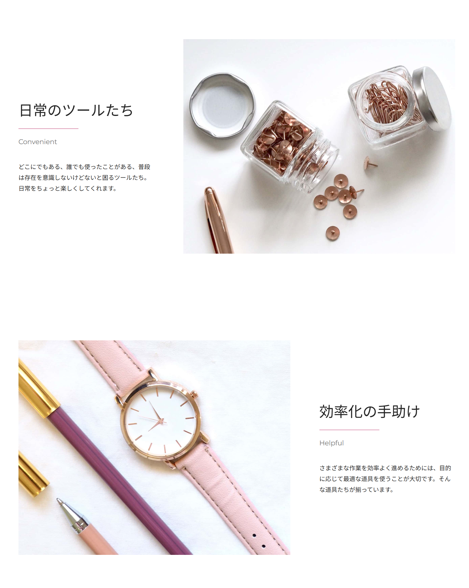 日常のツールたち
Convenient
どこにでもある、誰でも使ったことがある、普段
は存在を意識しないけどないと困るツールたち。
日常をちょっと楽しくしてくれます。
効率化の手助け
Helpful
さまざまな作業を効率よく進めるためには、目的
に応じて最適な道具を使うことが大切です。そん
な道具たちが揃っています。